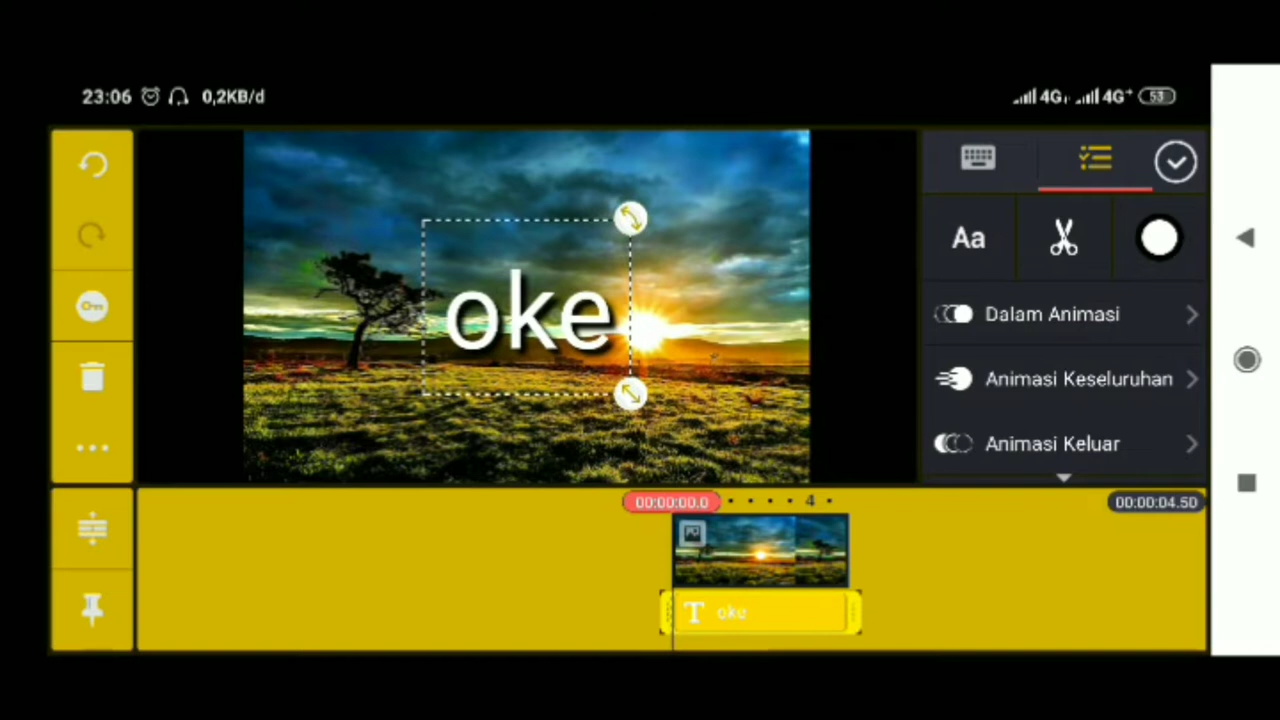 23:06 0,2KB/d 4G 4G+ 53
oke
Aa
Dalam Animasi
Animasi Keseluruhan
Animasi Keluar
00:00:00.0 4 00:00:04.50
T oke